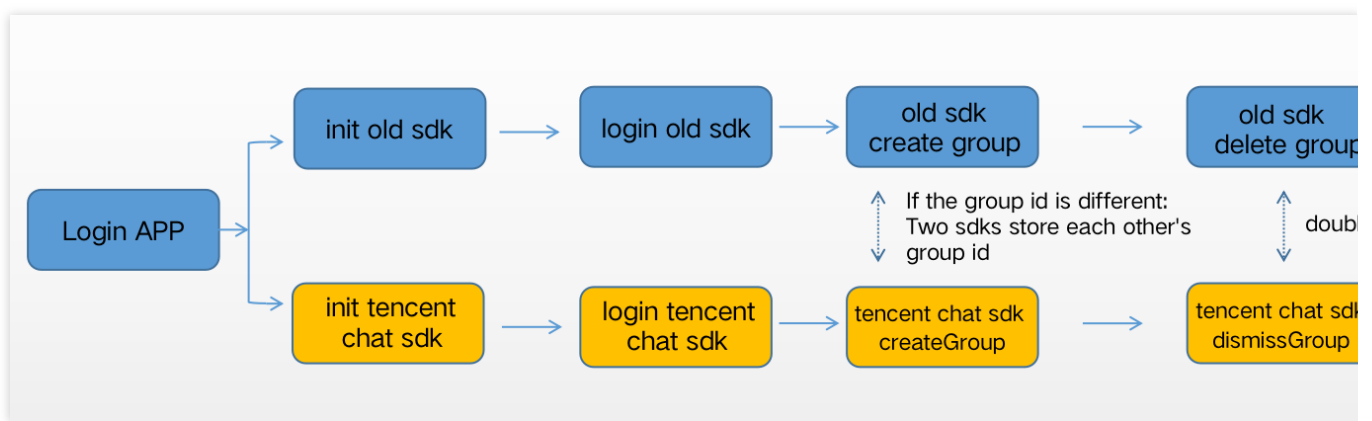 Login APP
init old sdk
login old sdk
old sdk
create group
old sdk
delete group
If the group id is different:
Two sdks store each other's
group id
init tencent
chat sdk
login tencent
chat sdk
tencent chat sdk
createGroup
tencent chat sdk
dismissGroup